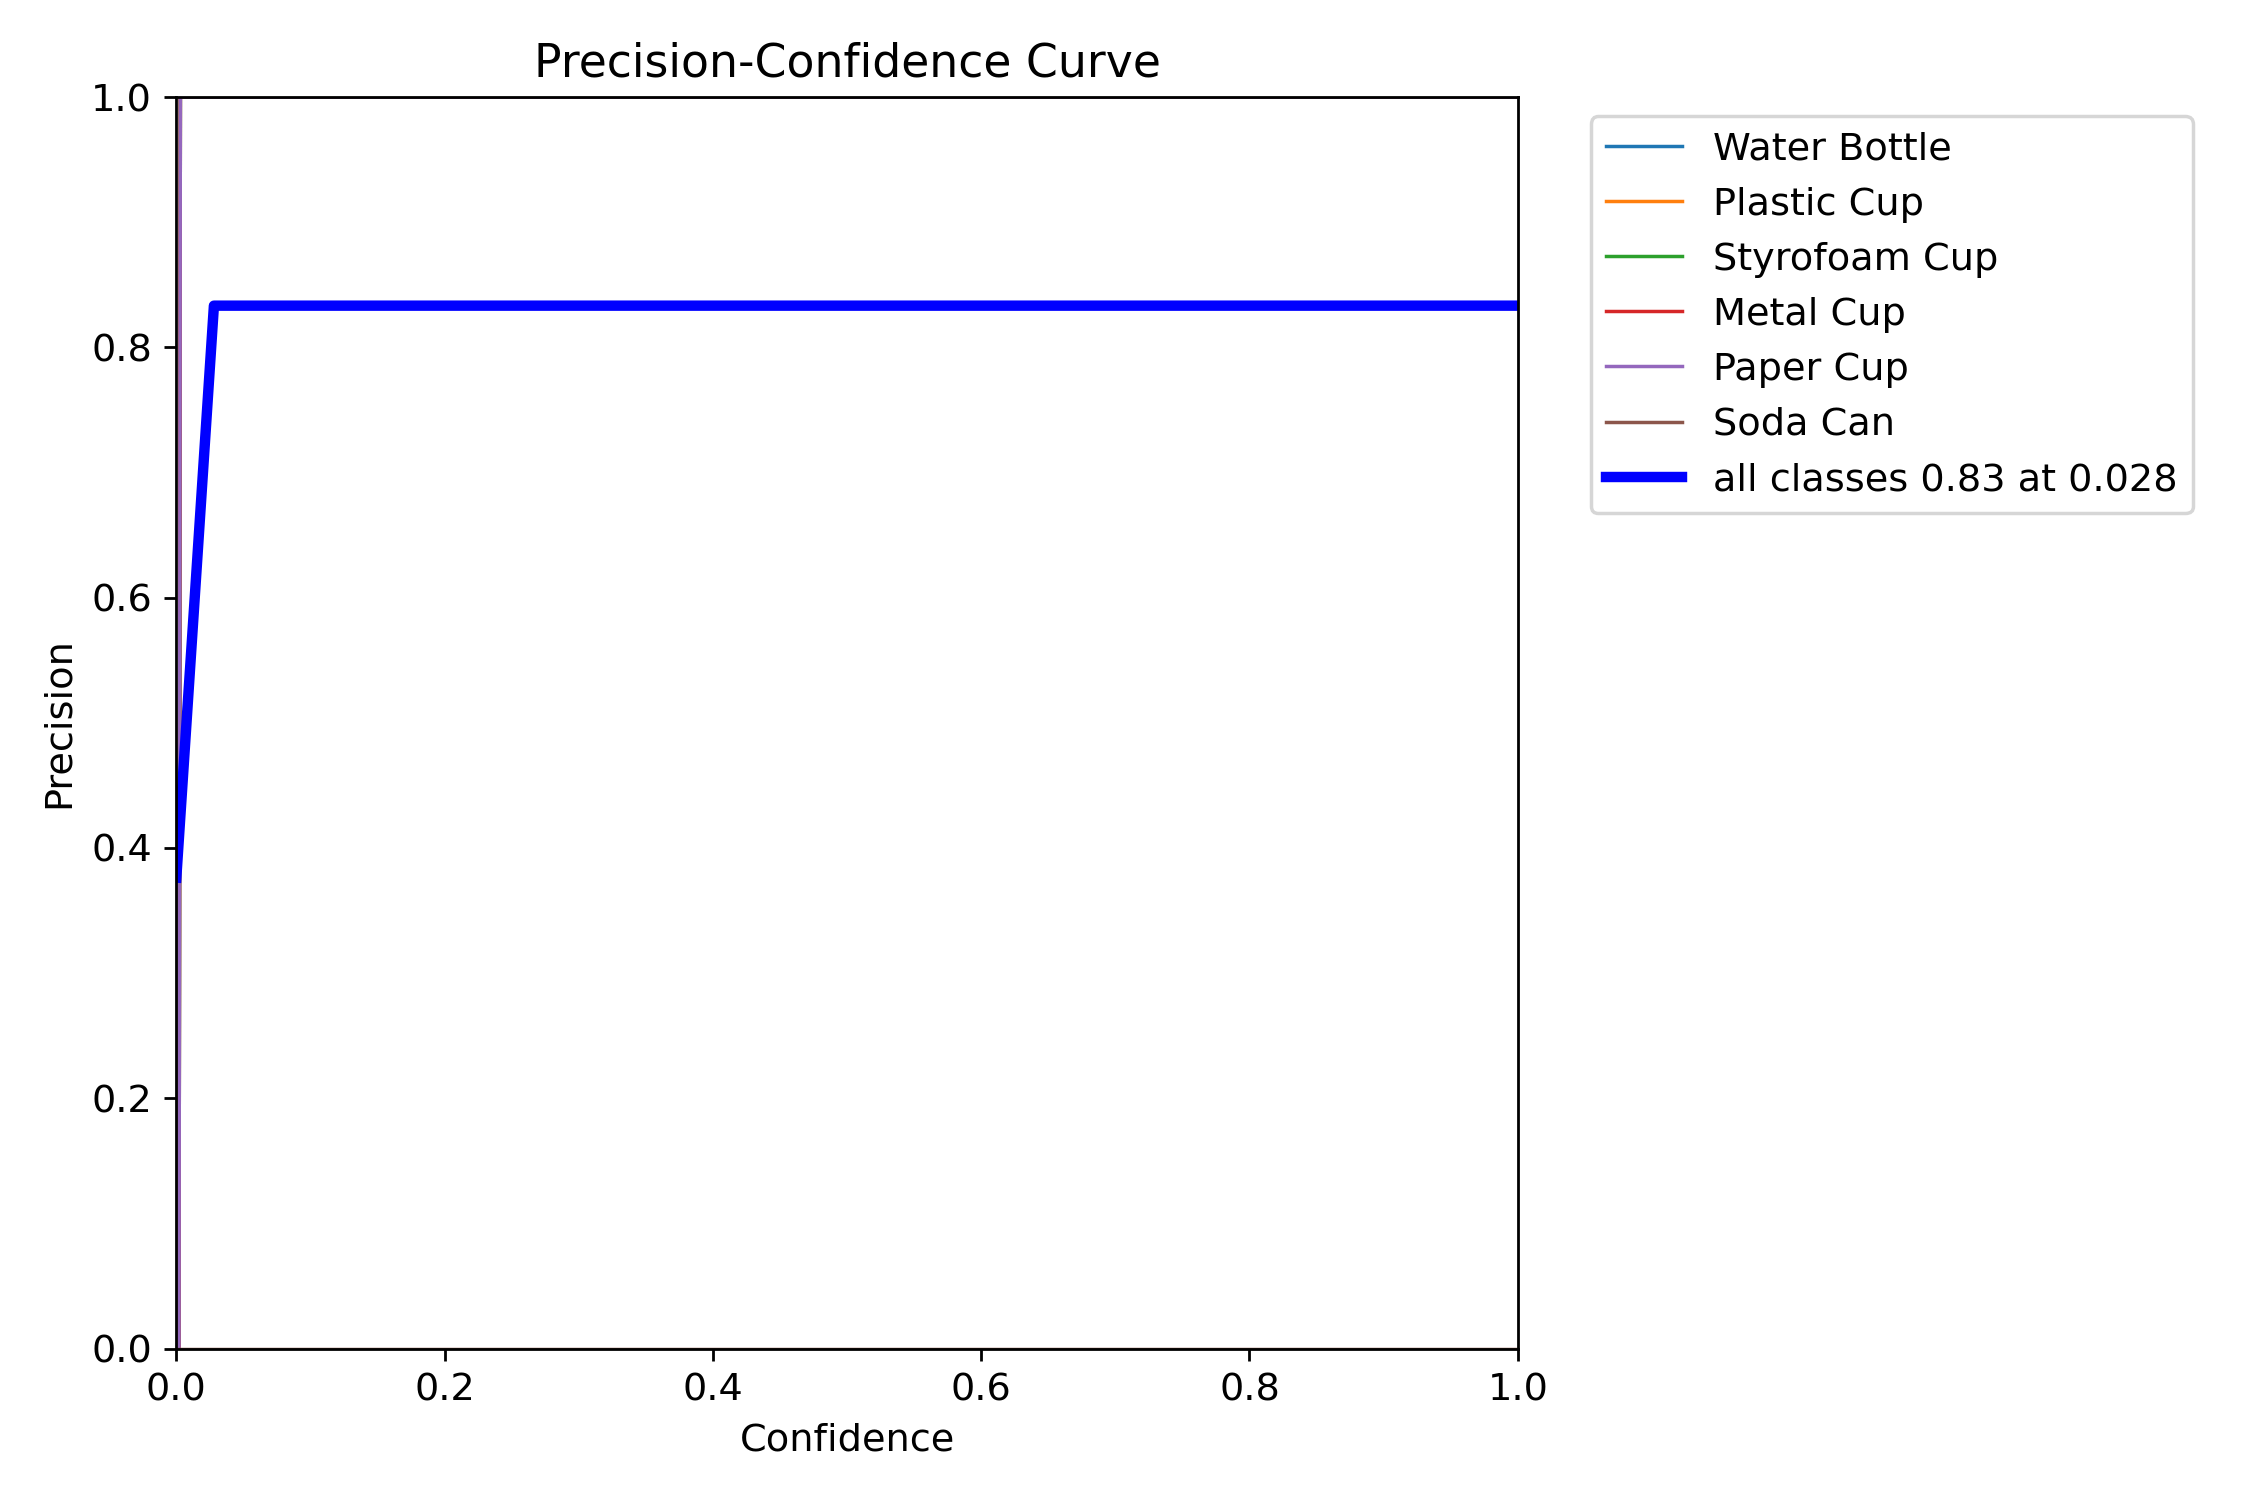 Precision-Confidence Curve
1.0
0.8
0.6
0.4
0.2
0.0
Precision
0.0 0.2 0.4 0.6 0.8 1.0
Confidence
Water Bottle
Plastic Cup
Styrofoam Cup
Metal Cup
Paper Cup
Soda Can
all classes 0.83 at 0.028